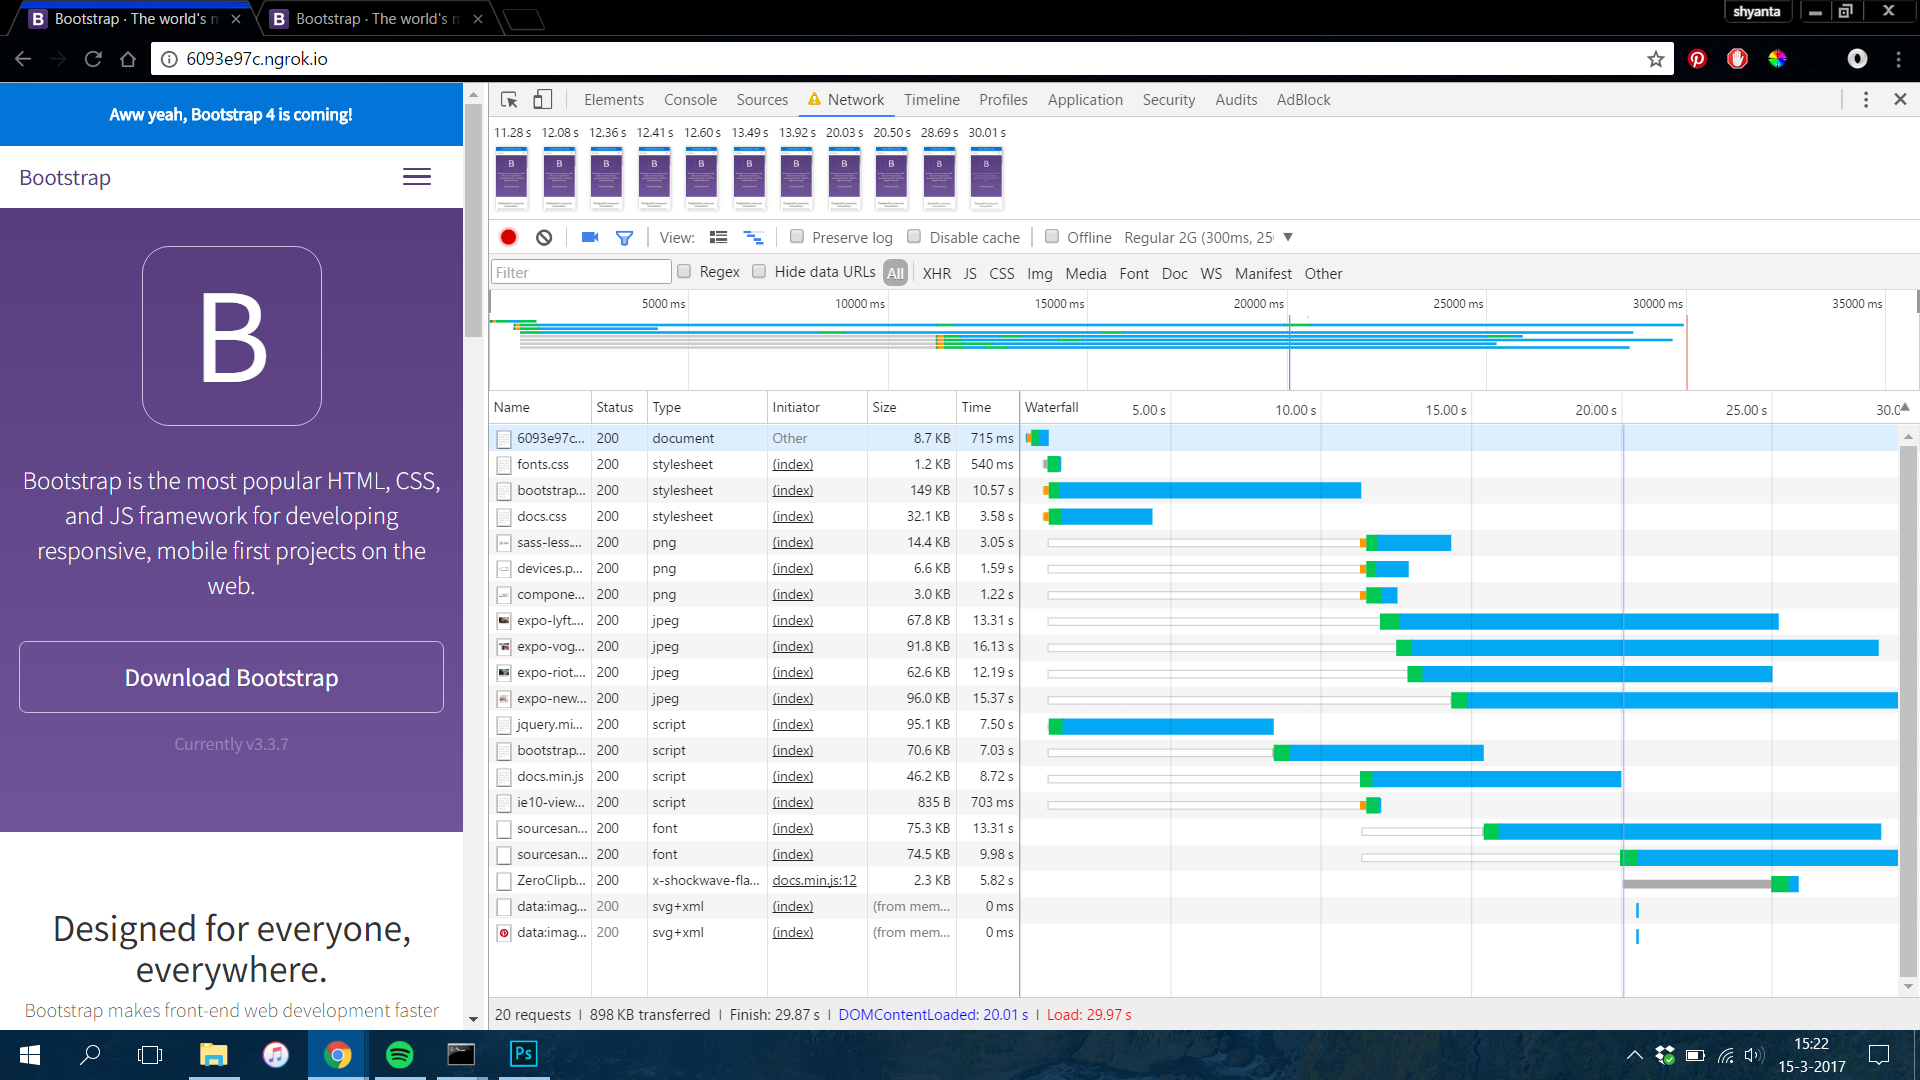 Bootstrap · The world's m
Bootstrap · The world's m
shyanta
6093e97c.ngrok.io
Aww yeah, Bootstrap 4 is coming!
Bootstrap
B
Bootstrap is the most popular HTML, CSS,
and JS framework for developing
responsive, mobile first projects on the
web.
Download Bootstrap
Currently v3.3.7
Designed for everyone,
everywhere.
Bootstrap makes front-end web development faster
Elements Console Sources Network Timeline Profiles Application Security Audits AdBlock
11.28 s 12.08 s 12.36 s 12.41 s 12.60 s 13.49 s 13.92 s 20.03 s 20.50 s 28.69 s 30.01 s
View: Preserve log Disable cache Offline Regular 2G (300ms, 25
Filter Regex Hide data URLs All XHR JS CSS Img Media Font Doc WS Manifest Other
5000 ms 10000 ms 15000 ms 20000 ms 25000 ms 30000 ms 35000 ms
Name Status Type Initiator Size Time Waterfall 5.00 s 10.00 s 15.00 s 20.00 s 25.00 s 30.0
6093e97c... 200 document Other 8.7 KB 715 ms
fonts.css 200 stylesheet (index) 1.2 KB 540 ms
bootstrap... 200 stylesheet (index) 149 KB 10.57 s
docs.css 200 stylesheet (index) 32.1 KB 3.58 s
sass-less.... 200 png (index) 14.4 KB 3.05 s
devices.p... 200 png (index) 6.6 KB 1.59 s
compone... 200 png (index) 3.0 KB 1.22 s
expo-lyft.... 200 jpeg (index) 67.8 KB 13.31 s
expo-vog... 200 jpeg (index) 91.8 KB 16.13 s
expo-riot.... 200 jpeg (index) 62.6 KB 12.19 s
expo-new... 200 jpeg (index) 96.0 KB 15.37 s
jquery.mi... 200 script (index) 95.1 KB 7.50 s
bootstrap... 200 script (index) 70.6 KB 7.03 s
docs.min.js 200 script (index) 46.2 KB 8.72 s
ie10-view... 200 script (index) 835 B 703 ms
sourcesan... 200 font (index) 75.3 KB 13.31 s
sourcesan... 200 font (index) 74.5 KB 9.98 s
ZeroClipb... 200 x-shockwave-fla... docs.min.js:12 2.3 KB 5.82 s
data:imag... 200 svg+xml (index) (from mem... 0 ms
data:imag... 200 svg+xml (index) (from mem... 0 ms
20 requests | 898 KB transferred | Finish: 29.87 s | DOMContentLoaded: 20.01 s | Load: 29.97 s
Ps
15:22
15-3-2017